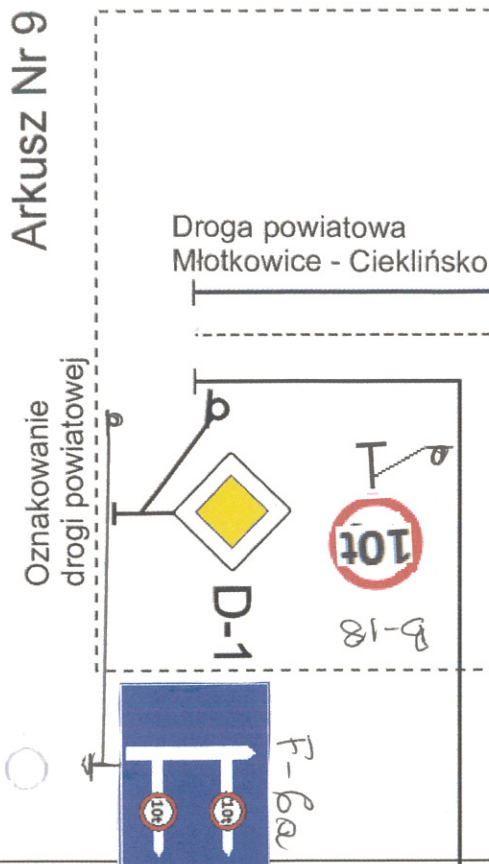 Arkusz Nr 9
Droga powiatowa
Młotkowice - Cieklińsko
Oznakowanie
drogi powiatowej
10t
B-18
D-1
F-6a
10t
10t